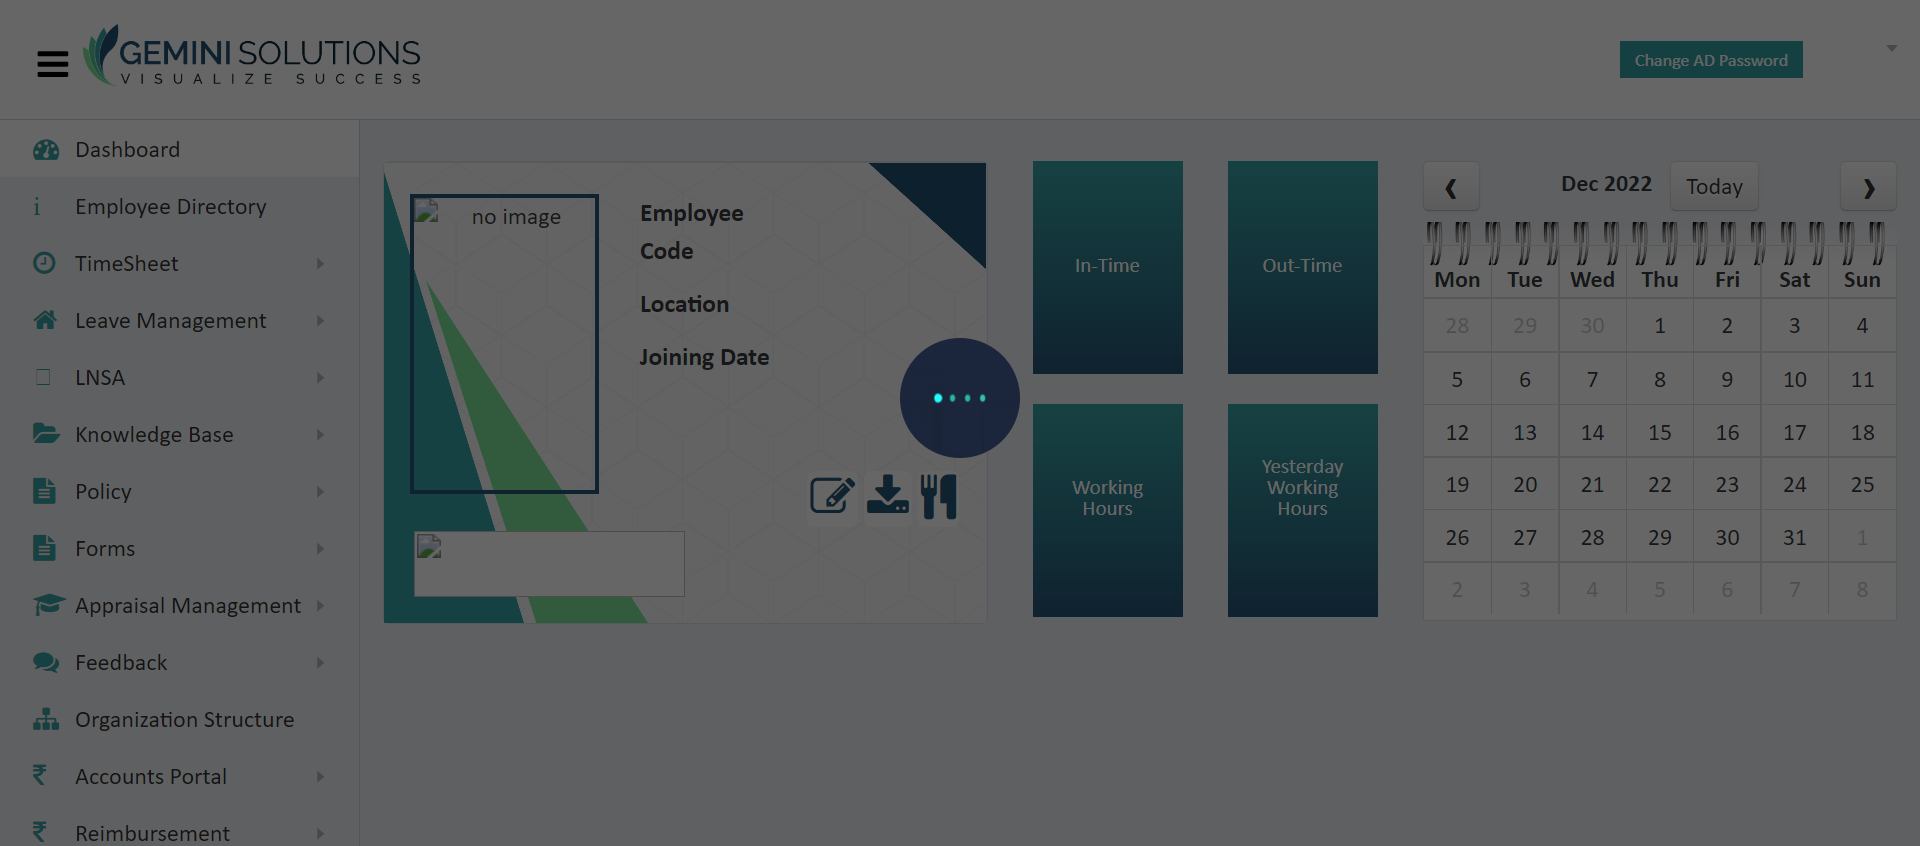 GEMINI SOLUTIONS
VISUALIZE SUCCESS
Change AD Password
Dashboard
Employee Directory
TimeSheet
Leave Management
LNSA
Knowledge Base
Policy
Forms
Appraisal Management
Feedback
Organization Structure
Accounts Portal
Reimbursement
no image
Employee
Code
Location
Joining Date
In-Time
Out-Time
Working
Hours
Yesterday
Working
Hours
Dec 2022
Today
Mon Tue Wed Thu Fri Sat Sun
28 29 30 1 2 3 4
5 6 7 8 9 10 11
12 13 14 15 16 17 18
19 20 21 22 23 24 25
26 27 28 29 30 31 1
2 3 4 5 6 7 8